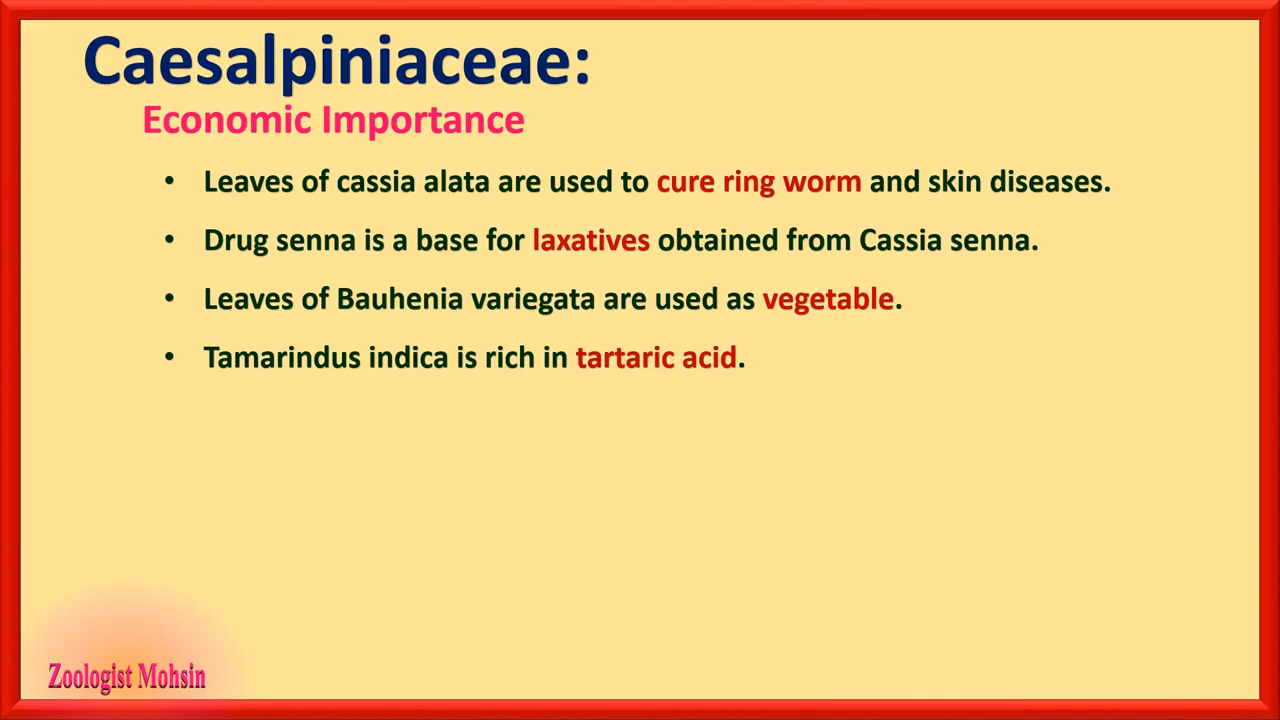 Caesalpiniaceae:
Economic Importance
• Leaves of cassia alata are used to cure ring worm and skin diseases.
• Drug senna is a base for laxatives obtained from Cassia senna.
• Leaves of Bauhenia variegata are used as vegetable.
• Tamarindus indica is rich in tartaric acid.
Zoologist Mohsin